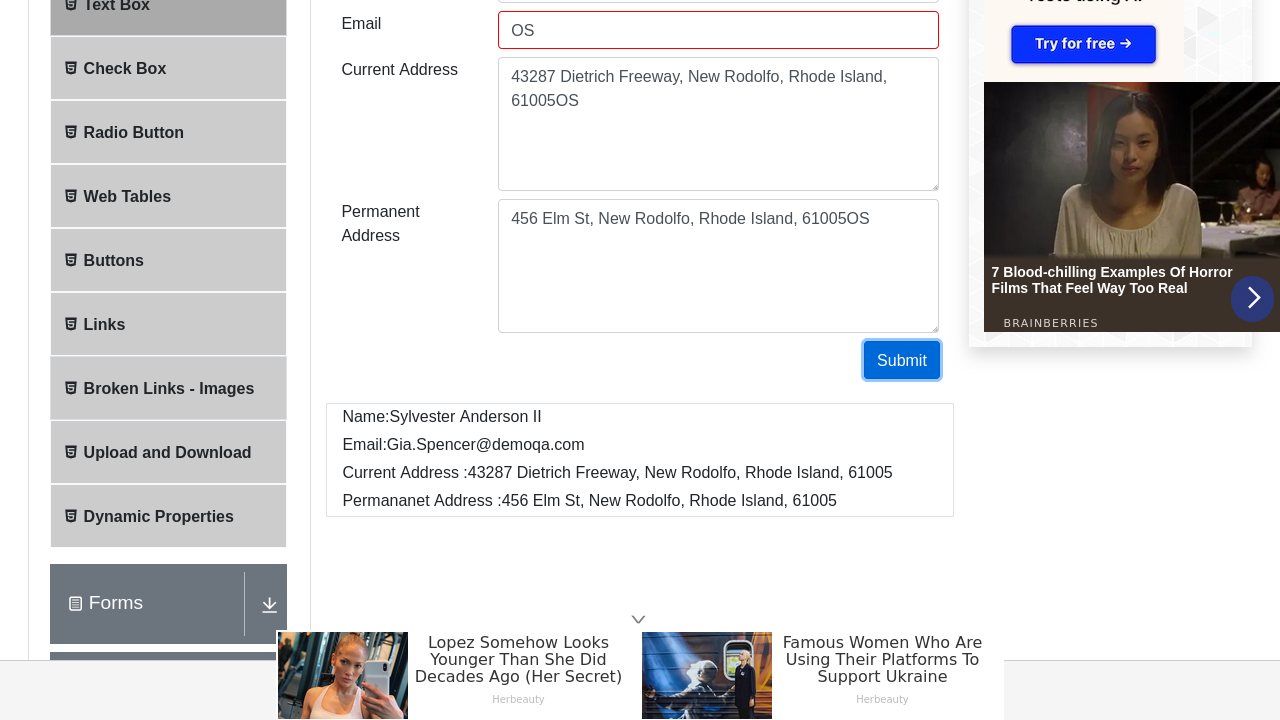 Text Box
Check Box
Radio Button
Web Tables
Buttons
Links
Broken Links - Images
Upload and Download
Dynamic Properties
Forms
Email
OS
Current Address
43287 Dietrich Freeway, New Rodolfo, Rhode Island,
61005OS
Permanent
Address
456 Elm St, New Rodolfo, Rhode Island, 61005OS
Submit
Name:Sylvester Anderson II
Email:Gia.Spencer@demoqa.com
Current Address :43287 Dietrich Freeway, New Rodolfo, Rhode Island, 61005
Permananet Address :456 Elm St, New Rodolfo, Rhode Island, 61005
Try for free →
7 Blood-chilling Examples Of Horror
Films That Feel Way Too Real
BRAINBERRIES
Lopez Somehow Looks
Younger Than She Did
Decades Ago (Her Secret)
Herbeauty
Famous Women Who Are
Using Their Platforms To
Support Ukraine
Herbeauty